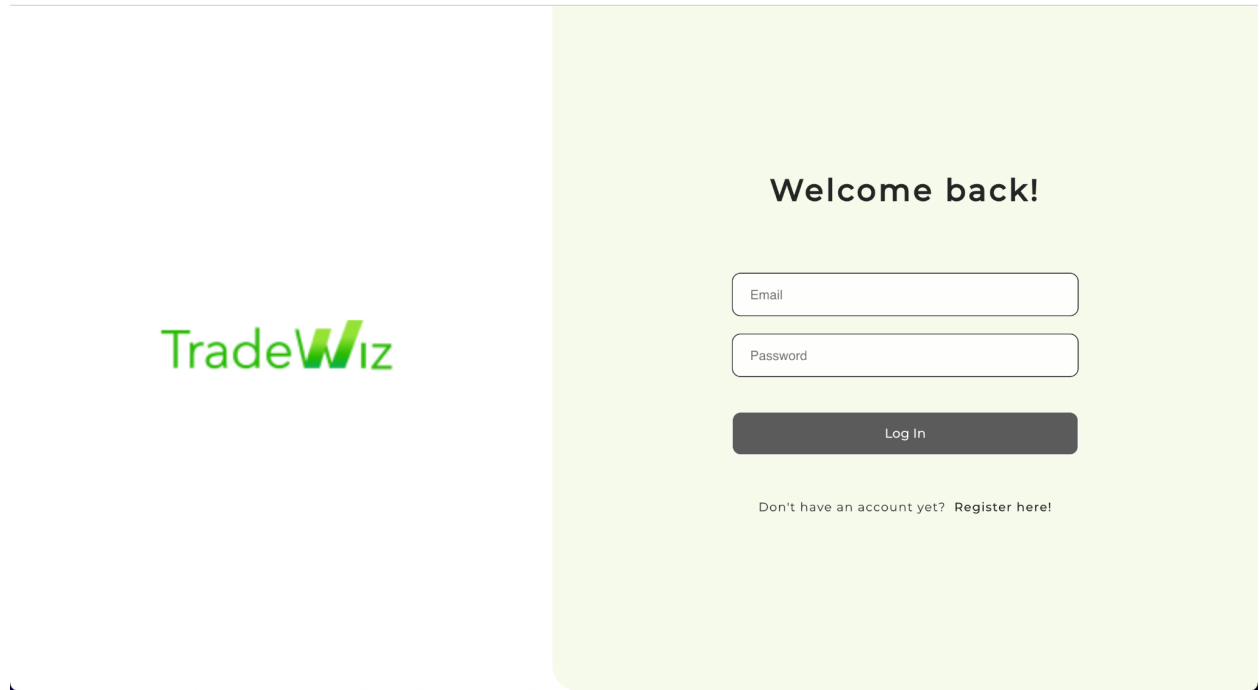 TradeWiz
Welcome back!
Email
Password
Log In
Don't have an account yet? Register here!